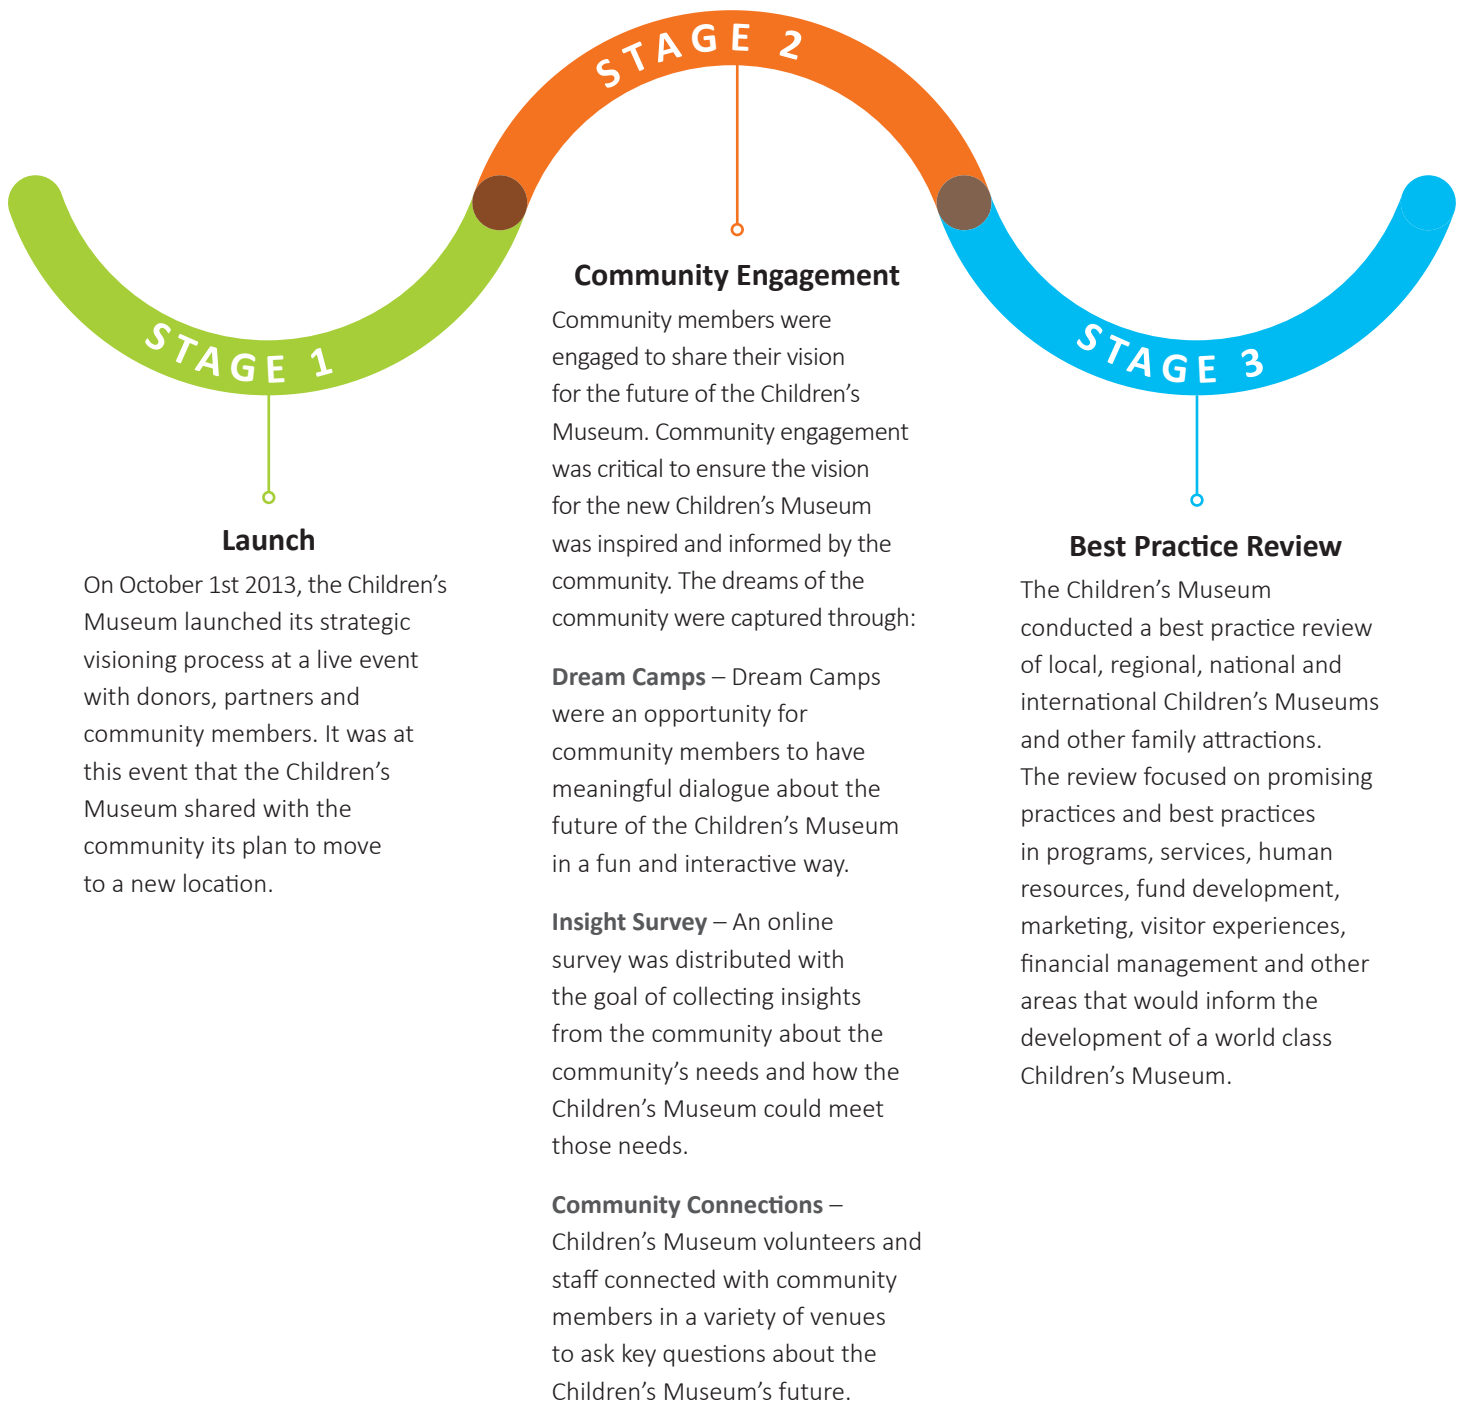 STAGE 1
Launch
On October 1st 2013, the Children’s
Museum launched its strategic
visioning process at a live event
with donors, partners and
community members. It was at
this event that the Children’s
Museum shared with the
community its plan to move
to a new location.
STAGE 2
Community Engagement
Community members were
engaged to share their vision
for the future of the Children’s
Museum. Community engagement
was critical to ensure the vision
for the new Children’s Museum
was inspired and informed by the
community. The dreams of the
community were captured through:
Dream Camps – Dream Camps
were an opportunity for
community members to have
meaningful dialogue about the
future of the Children’s Museum
in a fun and interactive way.
Insight Survey – An online
survey was distributed with
the goal of collecting insights
from the community about the
community’s needs and how the
Children’s Museum could meet
those needs.
Community Connections –
Children’s Museum volunteers and
staff connected with community
members in a variety of venues
to ask key questions about the
Children’s Museum’s future.
STAGE 3
Best Practice Review
The Children’s Museum
conducted a best practice review
of local, regional, national and
international Children’s Museums
and other family attractions.
The review focused on promising
practices and best practices
in programs, services, human
resources, fund development,
marketing, visitor experiences,
financial management and other
areas that would inform the
development of a world class
Children’s Museum.